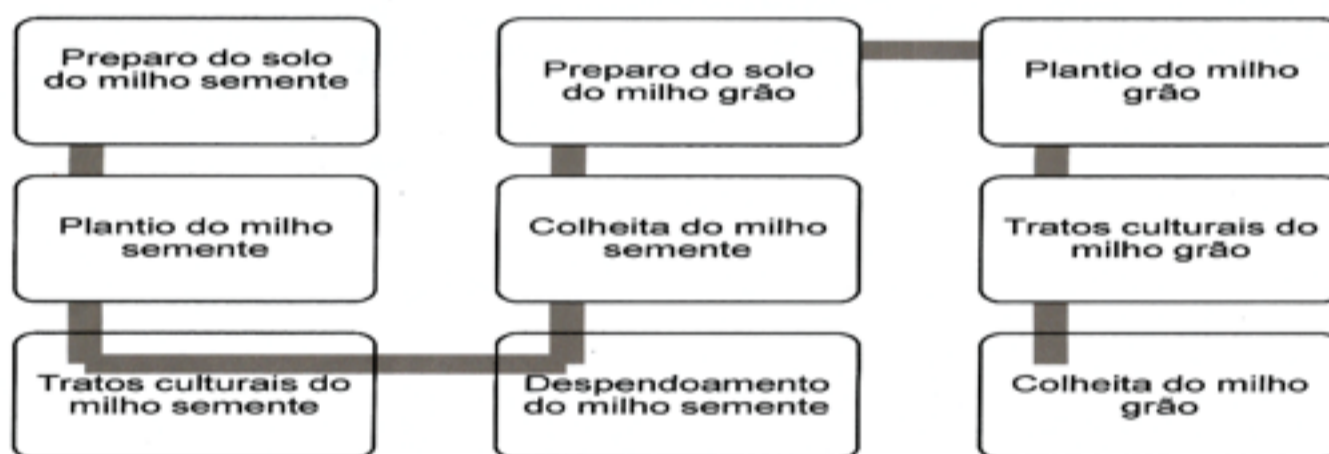 Preparo do solo
do milho semente
Plantio do milho
semente
Tratos culturais do
milho semente
Despendoamento
do milho semente
Colheita do milho
semente
Preparo do solo
do milho grão
Plantio do milho
grão
Tratos culturais do
milho grão
Colheita do milho
grão